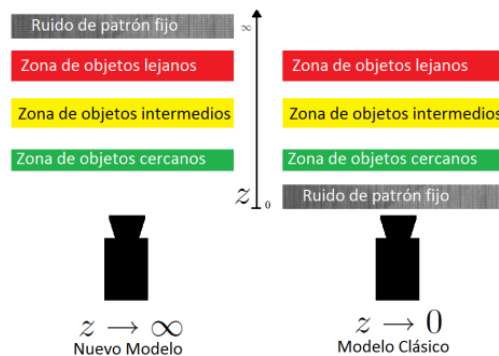 Ruido de patrón fijo
Zona de objetos lejanos
Zona de objetos intermedios
Zona de objetos cercanos
z → ∞
Nuevo Modelo
∞
z
0
Zona de objetos lejanos
Zona de objetos intermedios
Zona de objetos cercanos
Ruido de patrón fijo
z → 0
Modelo Clásico